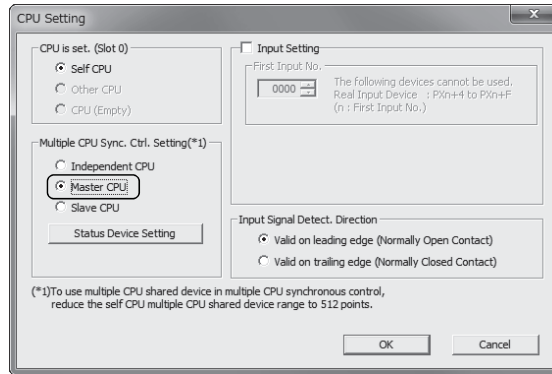 CPU Setting
CPU is set. (Slot 0)
Self CPU
Other CPU
CPU (Empty)
Multiple CPU Sync. Ctrl. Setting(*1)
Independent CPU
Master CPU
Slave CPU
Status Device Setting
Input Setting
First Input No.
0000
The following devices cannot be used.
Real Input Device : PXn+4 to PXn+F
(n : First Input No.)
Input Signal Detect. Direction
Valid on leading edge (Normally Open Contact)
Valid on trailing edge (Normally Closed Contact)
(*1)To use multiple CPU shared device in multiple CPU synchronous control,
reduce the self CPU multiple CPU shared device range to 512 points.
OK
Cancel